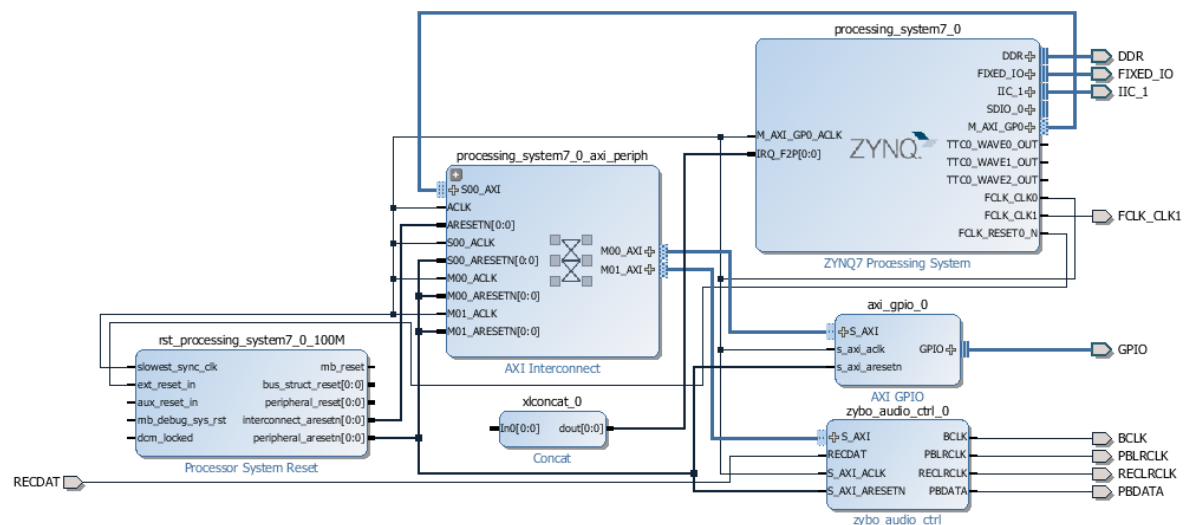 processing_system7_0
DDR
FIXED_IO
IIC_1
SDIO_0
M_AXI_GP0
TTC0_WAVE0_OUT
TTC0_WAVE1_OUT
TTC0_WAVE2_OUT
FCLK_CLK0
FCLK_CLK1
FCLK_RESET0_N
M_AXI_GP0_ACLK
IRQ_F2P[0:0]
ZYNQ
ZYNQ7 Processing System
DDR
FIXED_IO
IIC_1
FCLK_CLK1
processing_system7_0_axi_periph
S00_AXI
ACLK
ARESETN[0:0]
S00_ACLK
S00_ARESETN[0:0]
M00_ACLK
M00_ARESETN[0:0]
M01_ACLK
M01_ARESETN[0:0]
M00_AXI
M01_AXI
AXI Interconnect
rst_processing_system7_0_100M
slowest_sync_clk
ext_reset_in
aux_reset_in
mb_debug_sys_rst
dcm_locked
mb_reset
bus_struct_reset[0:0]
peripheral_reset[0:0]
interconnect_aresetn[0:0]
peripheral_aresetn[0:0]
Processor System Reset
axi_gpio_0
S_AXI
s_axi_aclk
s_axi_aresetn
GPIO
AXI GPIO
GPIO
xlconcat_0
In0[0:0]
dout[0:0]
Concat
zybo_audio_ctrl_0
S_AXI
RECDAT
S_AXI_ACLK
S_AXI_ARESETN
BCLK
PBLRCLK
RECLRCLK
PBDATA
zybo_audio_ctrl
BCLK
PBLRCLK
RECLRCLK
PBDATA
RECDAT